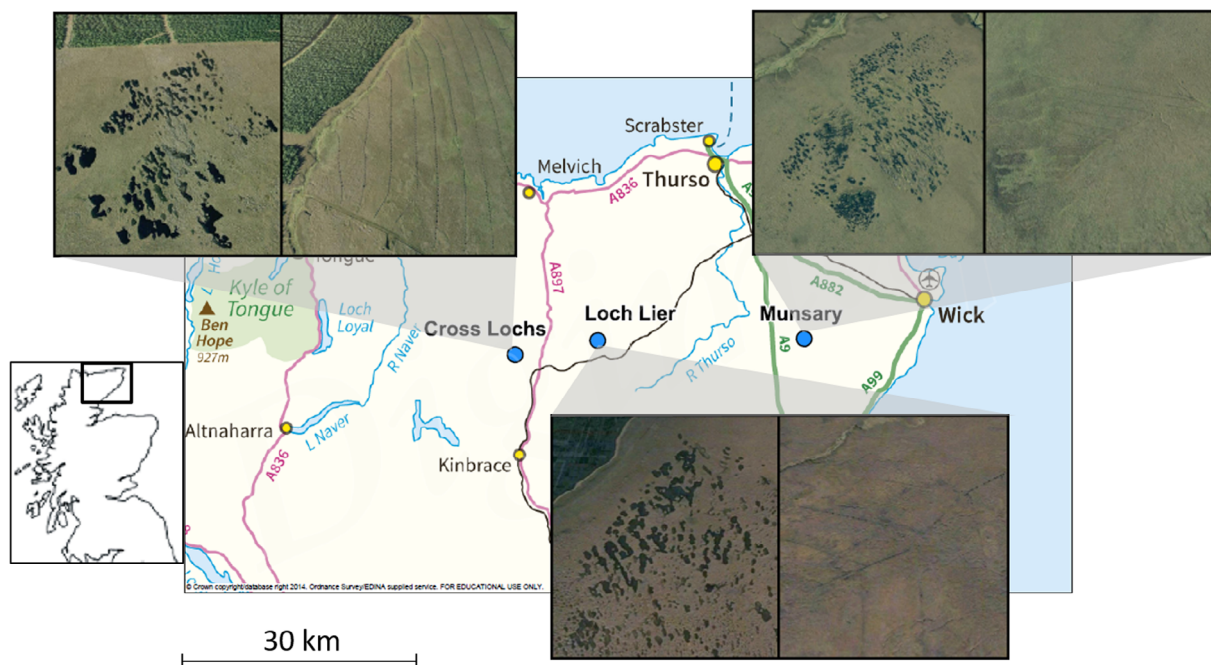 Scrabster
Melvich
Thurso
A836
Tongue
Kyle of
Tongue
Loch
Loyal
A897
A882
Ben
Hope
927m
R Naver
Cross Lochs
Loch Lier
Munsary
Wick
R Thurso
A9
A99
Altnaharra
L Naver
A836
Kinbrace
© Crown copyright/database right 2014. Ordnance Survey/EDINA supplied service. FOR EDUCATIONAL USE ONLY.
30 km